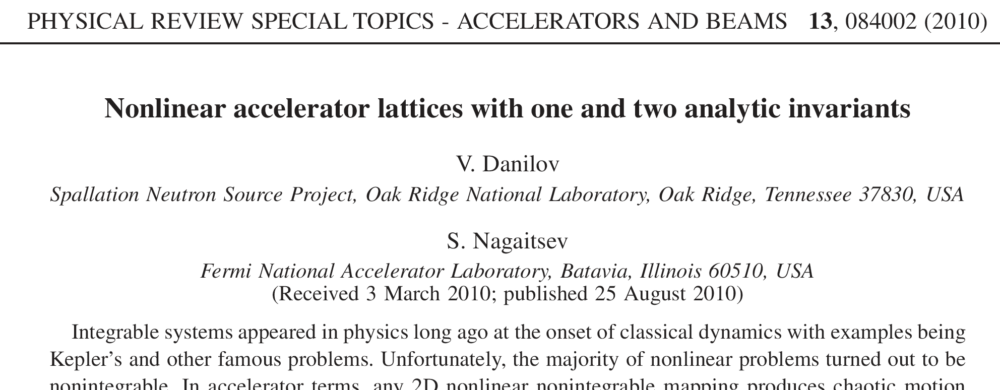 PHYSICAL REVIEW SPECIAL TOPICS - ACCELERATORS AND BEAMS 13, 084002 (2010)
Nonlinear accelerator lattices with one and two analytic invariants
V. Danilov
Spallation Neutron Source Project, Oak Ridge National Laboratory, Oak Ridge, Tennessee 37830, USA
S. Nagaitsev
Fermi National Accelerator Laboratory, Batavia, Illinois 60510, USA
(Received 3 March 2010; published 25 August 2010)
Integrable systems appeared in physics long ago at the onset of classical dynamics with examples being
Kepler’s and other famous problems. Unfortunately, the majority of nonlinear problems turned out to be
nonintegrable. In accelerator terms, any 2D nonlinear nonintegrable mapping produces chaotic motion